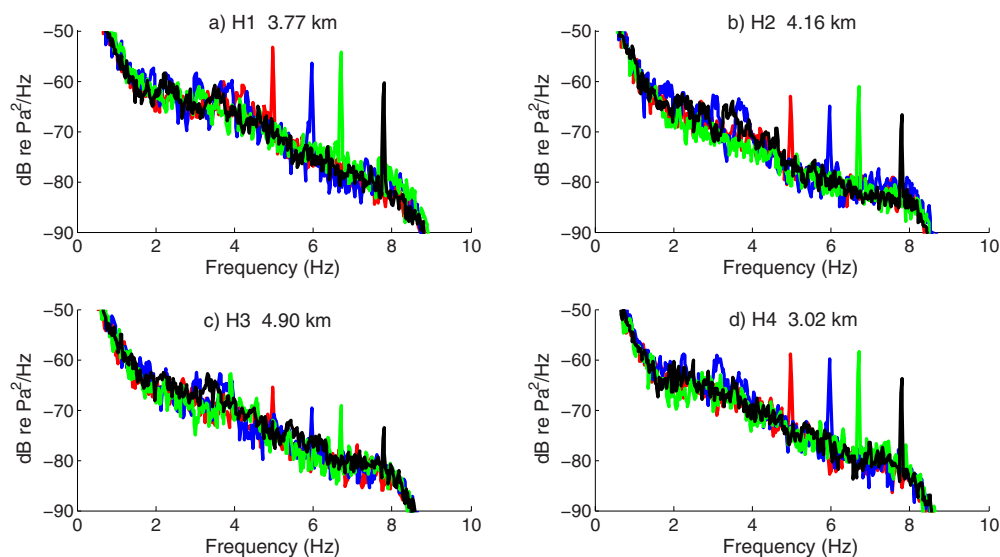 a) H1 3.77 km
−50
−60
−70
−80
−90
dB re Pa²/Hz
0 2 4 6 8 10
Frequency (Hz)
b) H2 4.16 km
−50
−60
−70
−80
−90
dB re Pa²/Hz
0 2 4 6 8 10
Frequency (Hz)
c) H3 4.90 km
−50
−60
−70
−80
−90
dB re Pa²/Hz
0 2 4 6 8 10
Frequency (Hz)
d) H4 3.02 km
−50
−60
−70
−80
−90
dB re Pa²/Hz
0 2 4 6 8 10
Frequency (Hz)